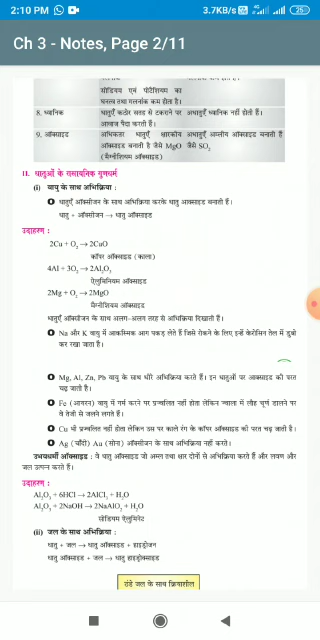 2:10 PM
3.7KB/s 4G 25
Ch 3 - Notes, Page 2/11
सोडियम एवं पोटैशियम का
घनत्व तथा गलनांक कम होता है।
8. ध्वानिक धातुएँ कठोर सतह से टकराने पर अधातुएँ ध्वानिक नहीं होतीं हैं।
आवाज पैदा करती हैं।
9. ऑक्साइड अधिकतर धातुएँ क्षारकीय अधातुएँ अम्लीय ऑक्साइड बनाती हैं
ऑक्साइड बनाती है जैसे MgO जैसे SO₂
(मैग्नीशियम ऑक्साइड)
II. धातुओं के रासायनिक गुणधर्म
(i) वायु के साथ अभिक्रिया :
धातुएँ ऑक्सीजन के साथ अभिक्रिया करके धातु आक्साइड बनाती हैं।
धातु + ऑक्सीजन → धातु आक्साइड
उदाहरण :
2Cu + O₂ → 2CuO
कॉपर ऑक्साइड (काला)
4Al + 3O₂ → 2Al₂O₃
ऐलुमिनियम ऑक्साइड
2Mg + O₂ → 2MgO
मैग्नीशियम ऑक्साइड
धातुएँ ऑक्सीजन के साथ अलग-अलग तरह से अभिक्रिया दिखाती हैं।
Na और K वायु में आकस्मिक आग पकड़ लेते हैं जिसे रोकने के लिए इन्हें केरोसिन तेल में डुबो
कर रखा जाता है।
Mg, Al, Zn, Pb वायु के साथ धीरे अभिक्रिया करते हैं। इन धातुओं पर आक्साइड की परत
चढ़ जाती है।
Fe (आयरन) वायु में गर्म करने पर प्रज्वलित नहीं होता लेकिन ज्वाला में लौह चूर्ण डालने पर
वे तेजी से जलने लगते हैं।
Cu भी प्रज्वलित नहीं होता लेकिन उस पर काले रंग के कॉपर आक्साइड की परत चढ़ जाती है।
Ag (चाँदी) Au (सोना) ऑक्सीजन के साथ अभिक्रिया नहीं करते।
उभयधर्मी ऑक्साइड : वे धातु आक्साइड जो अम्ल तथा क्षार दोनों से अभिक्रिया करते हैं और लवण और
जल उत्पन्न करते हैं।
उदाहरण :
Al₂O₃ + 6HCl → 2AlCl₃ + H₂O
Al₂O₃ + 2NaOH → 2NaAlO₂ + H₂O
सोडियम ऐलुमिनेट
(ii) जल के साथ अभिक्रिया :
धातु + जल → धातु आक्साइड + हाइड्रोजन
धातु ऑक्साइड + जल → धातु हाइड्रोक्साइड
ठंडे जल के साथ क्रियाशील